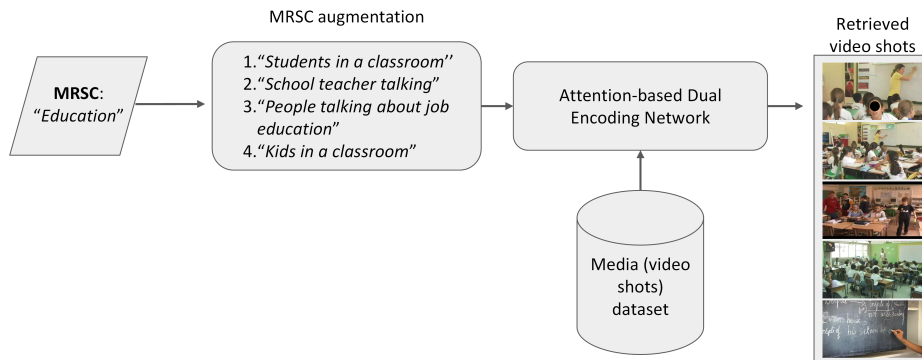 MRSC augmentation
Retrieved
video shots
MRSC:
“Education”
1.“Students in a classroom’’
2.“School teacher talking”
3.“People talking about job
education”
4.“Kids in a classroom”
Attention-based Dual
Encoding Network
Media (video
shots)
dataset